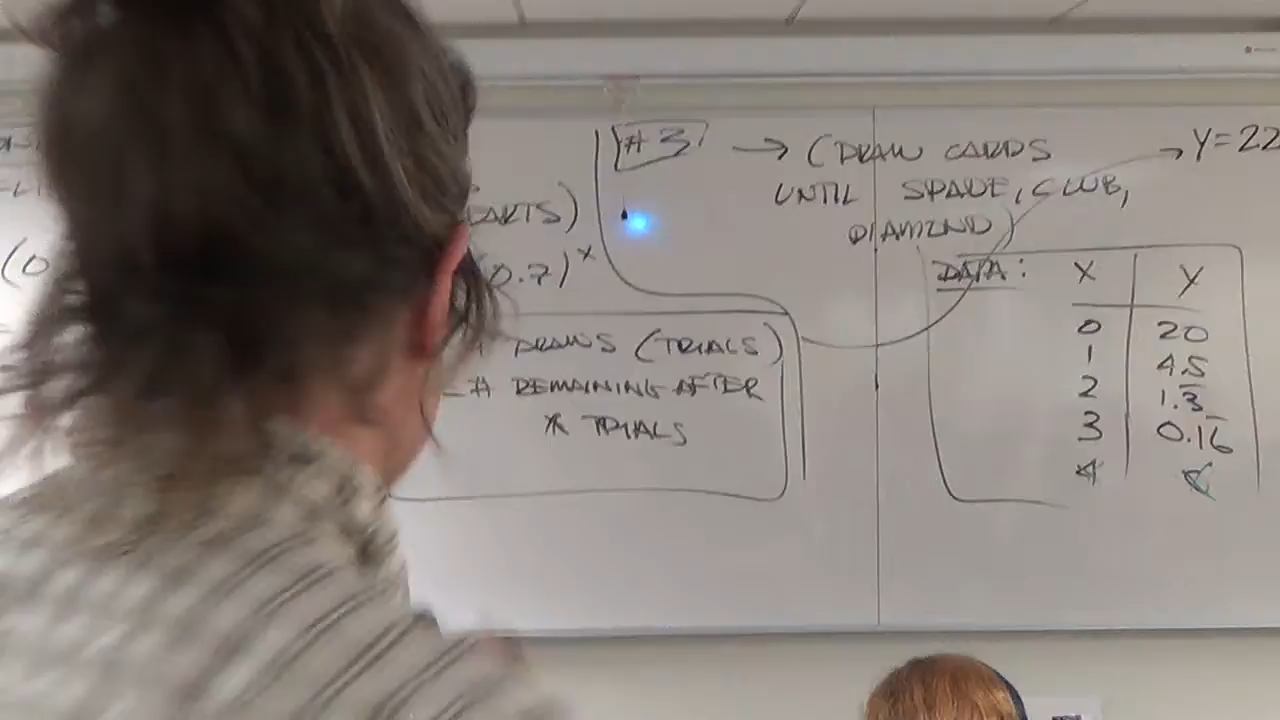 (0
(0.7)^x
DRAWS (TRIALS)
# REMAINING AFTER
X TRIALS
#3 → (DRAW CARDS
UNTIL SPADE, CLUB,
DIAMOND)
→ Y=22
DATA: X Y
0 20
1 4.5
2 1.3
3 0.16
4